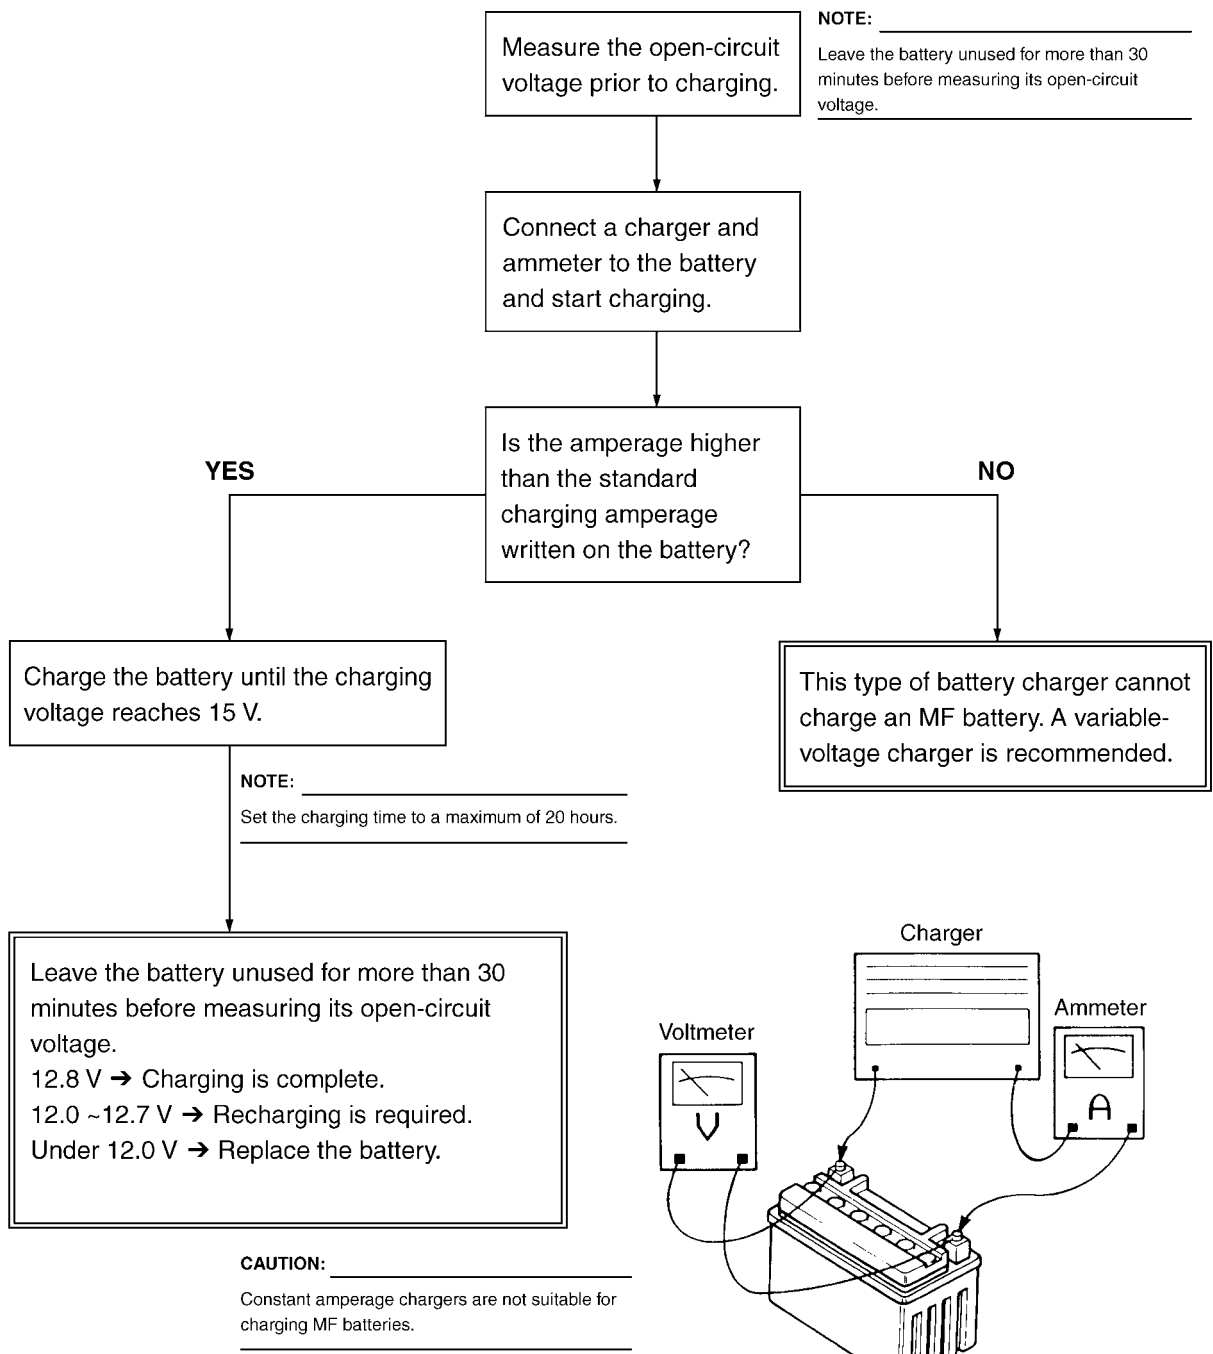 Measure the open-circuit
voltage prior to charging.
NOTE:
Leave the battery unused for more than 30
minutes before measuring its open-circuit
voltage.
Connect a charger and
ammeter to the battery
and start charging.
Is the amperage higher
than the standard
charging amperage
written on the battery?
YES
NO
Charge the battery until the charging
voltage reaches 15 V.
This type of battery charger cannot
charge an MF battery. A variable-
voltage charger is recommended.
NOTE:
Set the charging time to a maximum of 20 hours.
Leave the battery unused for more than 30
minutes before measuring its open-circuit
voltage.
12.8 V ➔ Charging is complete.
12.0 ~12.7 V ➔ Recharging is required.
Under 12.0 V ➔ Replace the battery.
Charger
Ammeter
Voltmeter
A
V
CAUTION:
Constant amperage chargers are not suitable for
charging MF batteries.